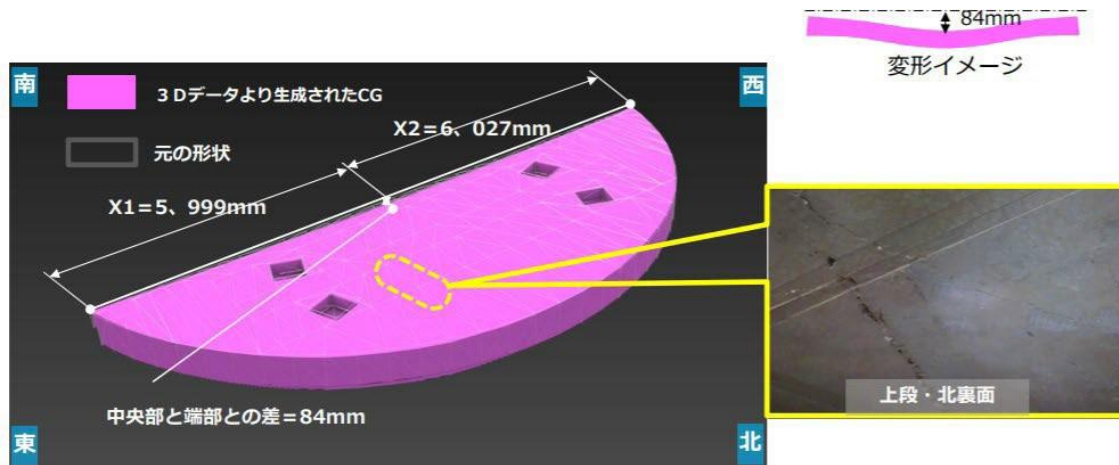 84mm
変形イメージ
南
西
３Ｄデータより生成されたCG
X2＝6、027mm
元の形状
X1＝5、999mm
中央部と端部との差＝84mm
上段・北裏面
東
北